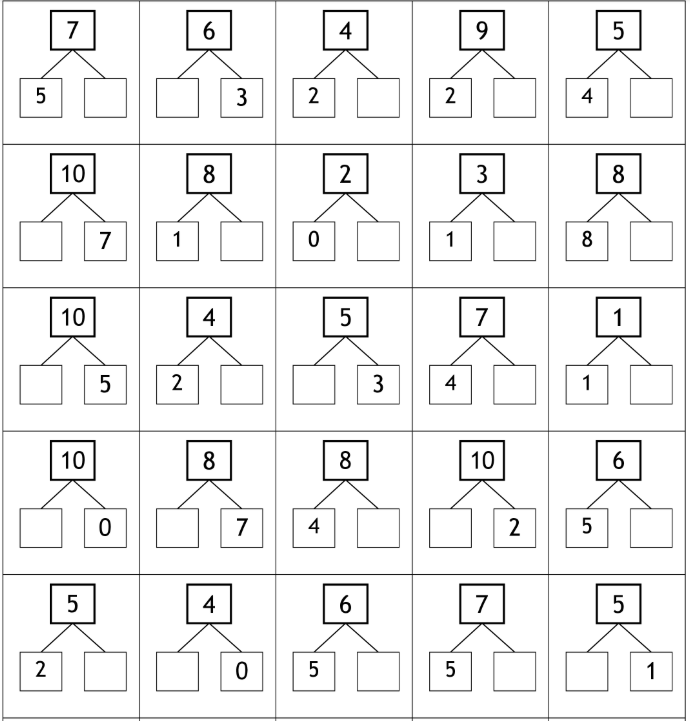 7 6 4 9 5
5 3 2 2 4
10 8 2 3 8
7 1 0 1 8
10 4 5 7 1
5 2 3 4 1
10 8 8 10 6
0 7 4 2 5
5 4 6 7 5
2 0 5 5 1